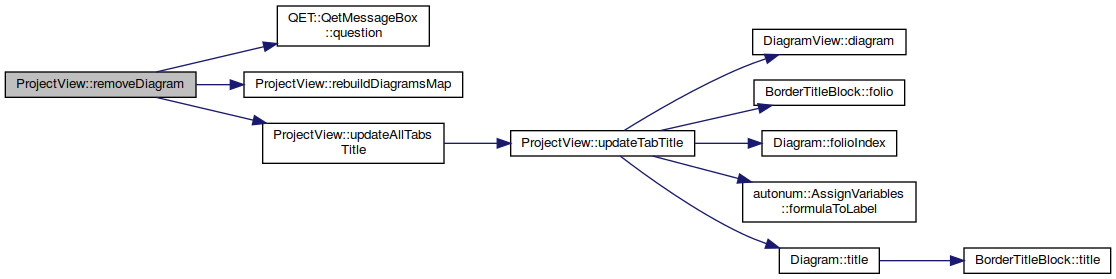 QET::QetMessageBox
::question
DiagramView::diagram
ProjectView::removeDiagram
ProjectView::rebuildDiagramsMap
BorderTitleBlock::folio
ProjectView::updateAllTabs
Title
ProjectView::updateTabTitle
Diagram::folioIndex
autonum::AssignVariables
::formulaToLabel
Diagram::title
BorderTitleBlock::title